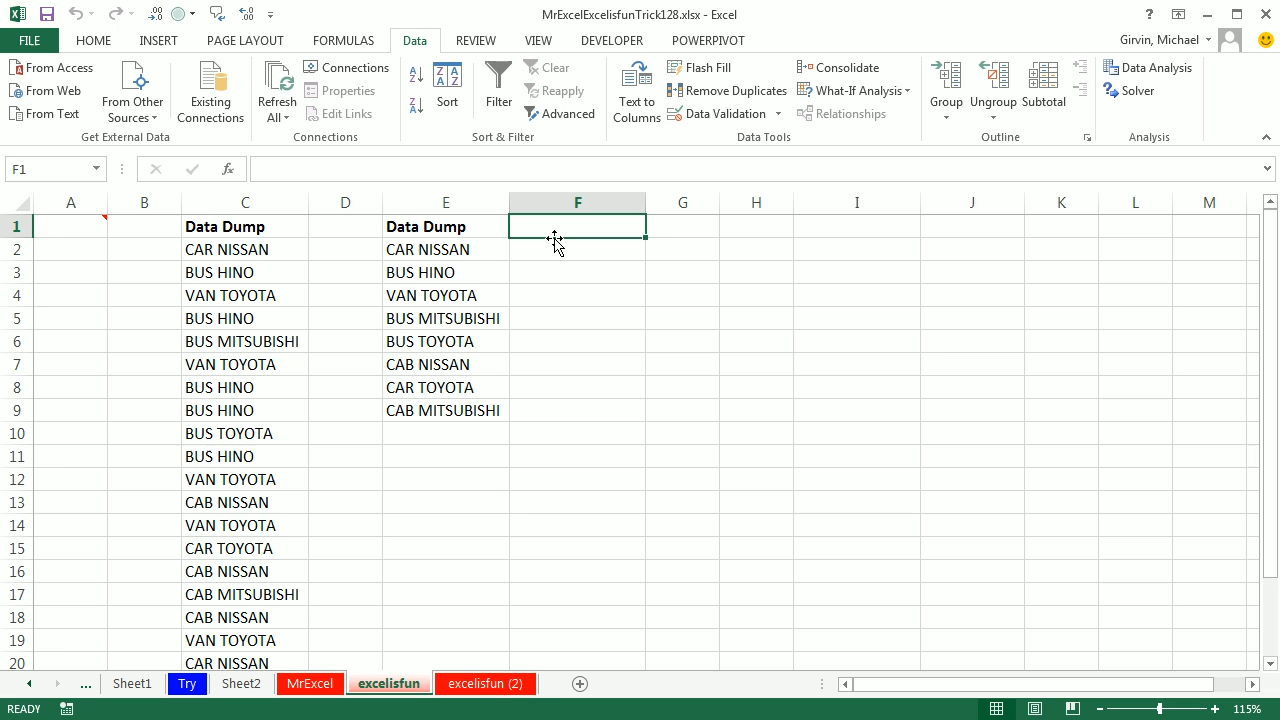 MrExcelExcelisfunTrick128.xlsx - Excel
FILE HOME INSERT PAGE LAYOUT FORMULAS Data REVIEW VIEW DEVELOPER POWERPIVOT Girvin, Michael
From Access
From Web
From Text
From Other Sources
Existing Connections
Get External Data
Refresh All
Connections
Properties
Edit Links
Connections
Sort
Filter
Clear
Reapply
Advanced
Sort & Filter
Text to Columns
Flash Fill
Remove Duplicates
Data Validation
Consolidate
What-If Analysis
Relationships
Data Tools
Group
Ungroup
Subtotal
Outline
Data Analysis
Solver
Analysis
F1 fx
A B C D E F G H I J K L M
1 Data Dump Data Dump
2 CAR NISSAN CAR NISSAN
3 BUS HINO BUS HINO
4 VAN TOYOTA VAN TOYOTA
5 BUS HINO BUS MITSUBISHI
6 BUS MITSUBISHI BUS TOYOTA
7 VAN TOYOTA CAB NISSAN
8 BUS HINO CAR TOYOTA
9 BUS HINO CAB MITSUBISHI
10 BUS TOYOTA
11 BUS HINO
12 VAN TOYOTA
13 CAB NISSAN
14 VAN TOYOTA
15 CAR TOYOTA
16 CAB NISSAN
17 CAB MITSUBISHI
18 CAB NISSAN
19 VAN TOYOTA
20 CAR NISSAN
... Sheet1 Try Sheet2 MrExcel excelisfun excelisfun (2)
READY 115%